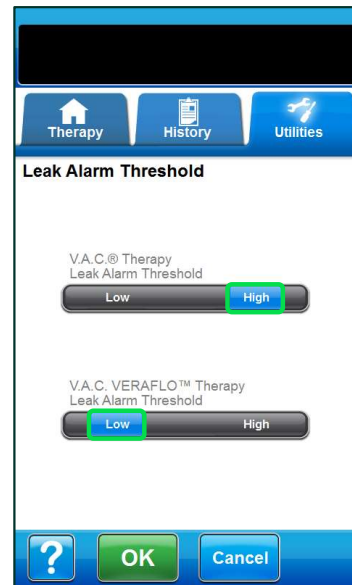 Therapy History Utilities
Leak Alarm Threshold
V.A.C.® Therapy
Leak Alarm Threshold
Low High
V.A.C. VERAFLO™ Therapy
Leak Alarm Threshold
Low High
? OK Cancel